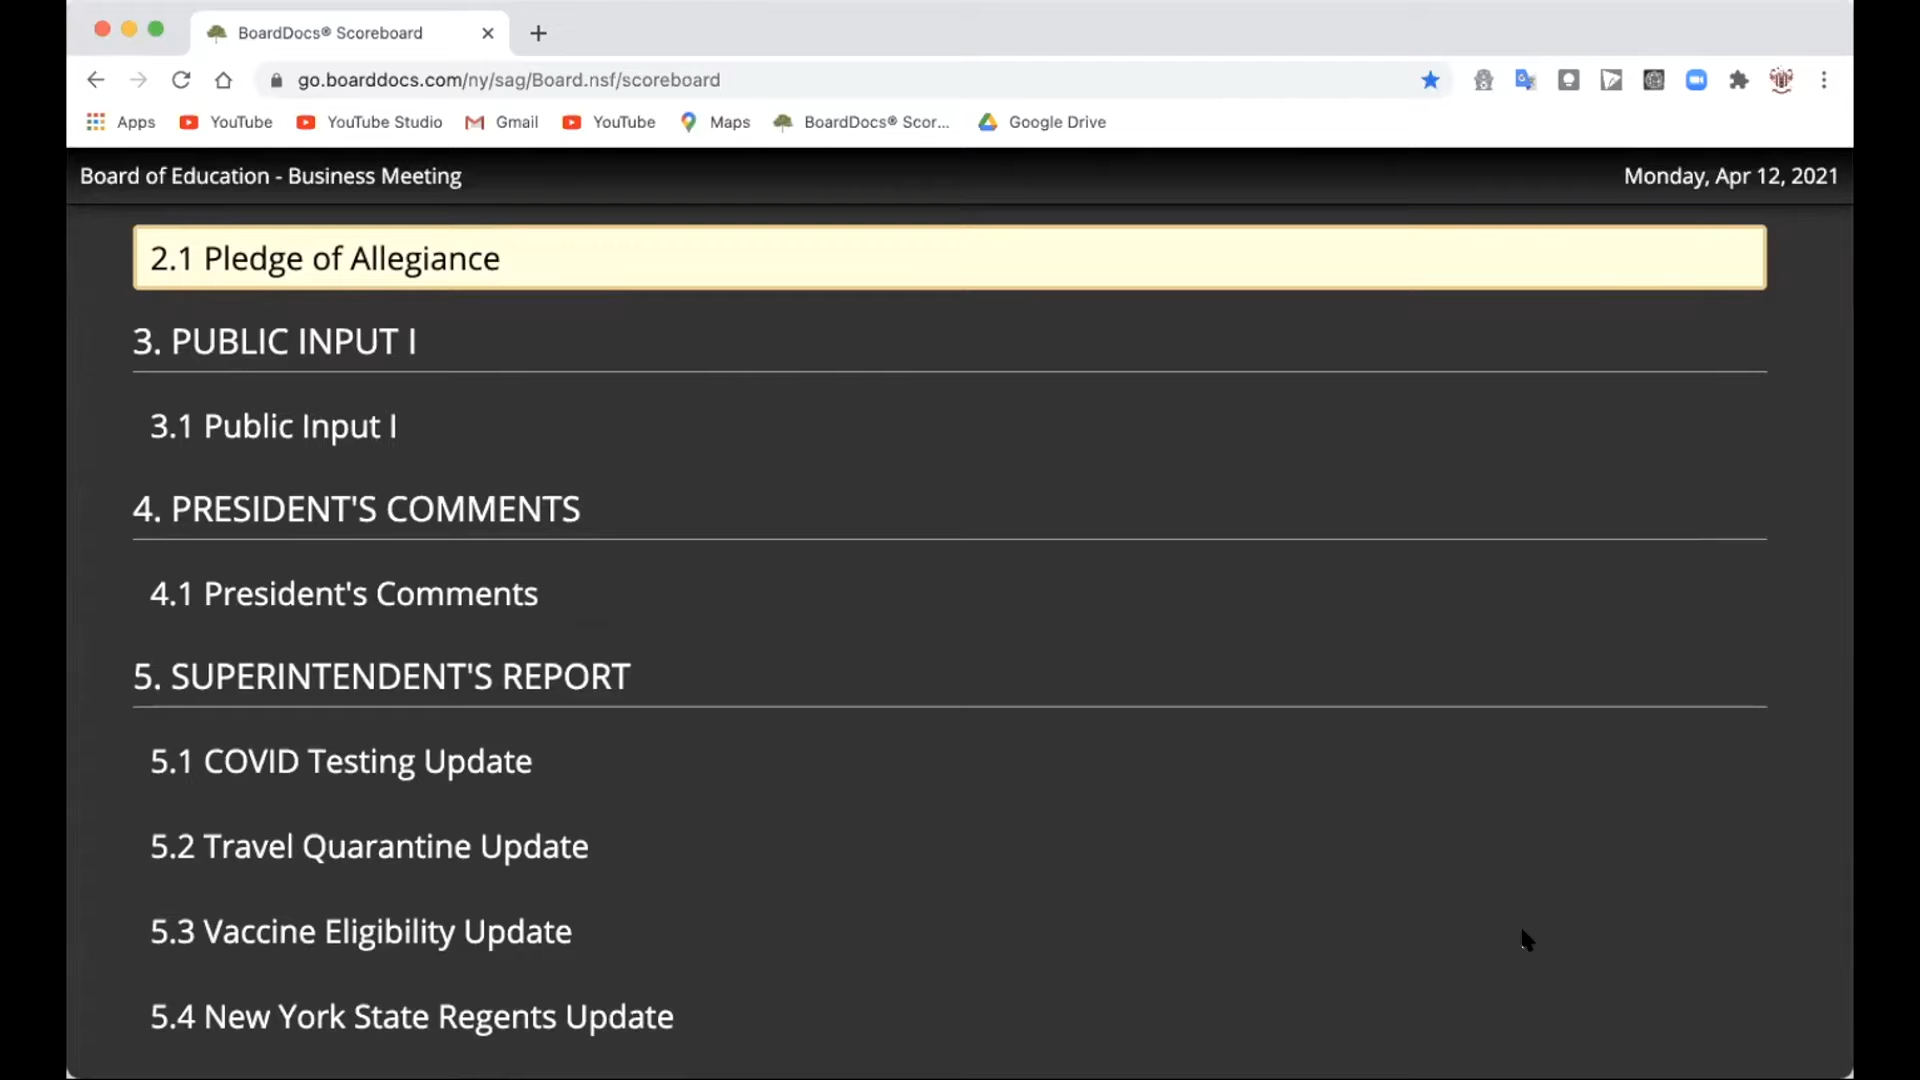 BoardDocs® Scoreboard
go.boarddocs.com/ny/sag/Board.nsf/scoreboard
Apps YouTube YouTube Studio Gmail YouTube Maps BoardDocs® Scor... Google Drive
Board of Education - Business Meeting Monday, Apr 12, 2021
2.1 Pledge of Allegiance
3. PUBLIC INPUT I
3.1 Public Input I
4. PRESIDENT'S COMMENTS
4.1 President's Comments
5. SUPERINTENDENT'S REPORT
5.1 COVID Testing Update
5.2 Travel Quarantine Update
5.3 Vaccine Eligibility Update
5.4 New York State Regents Update